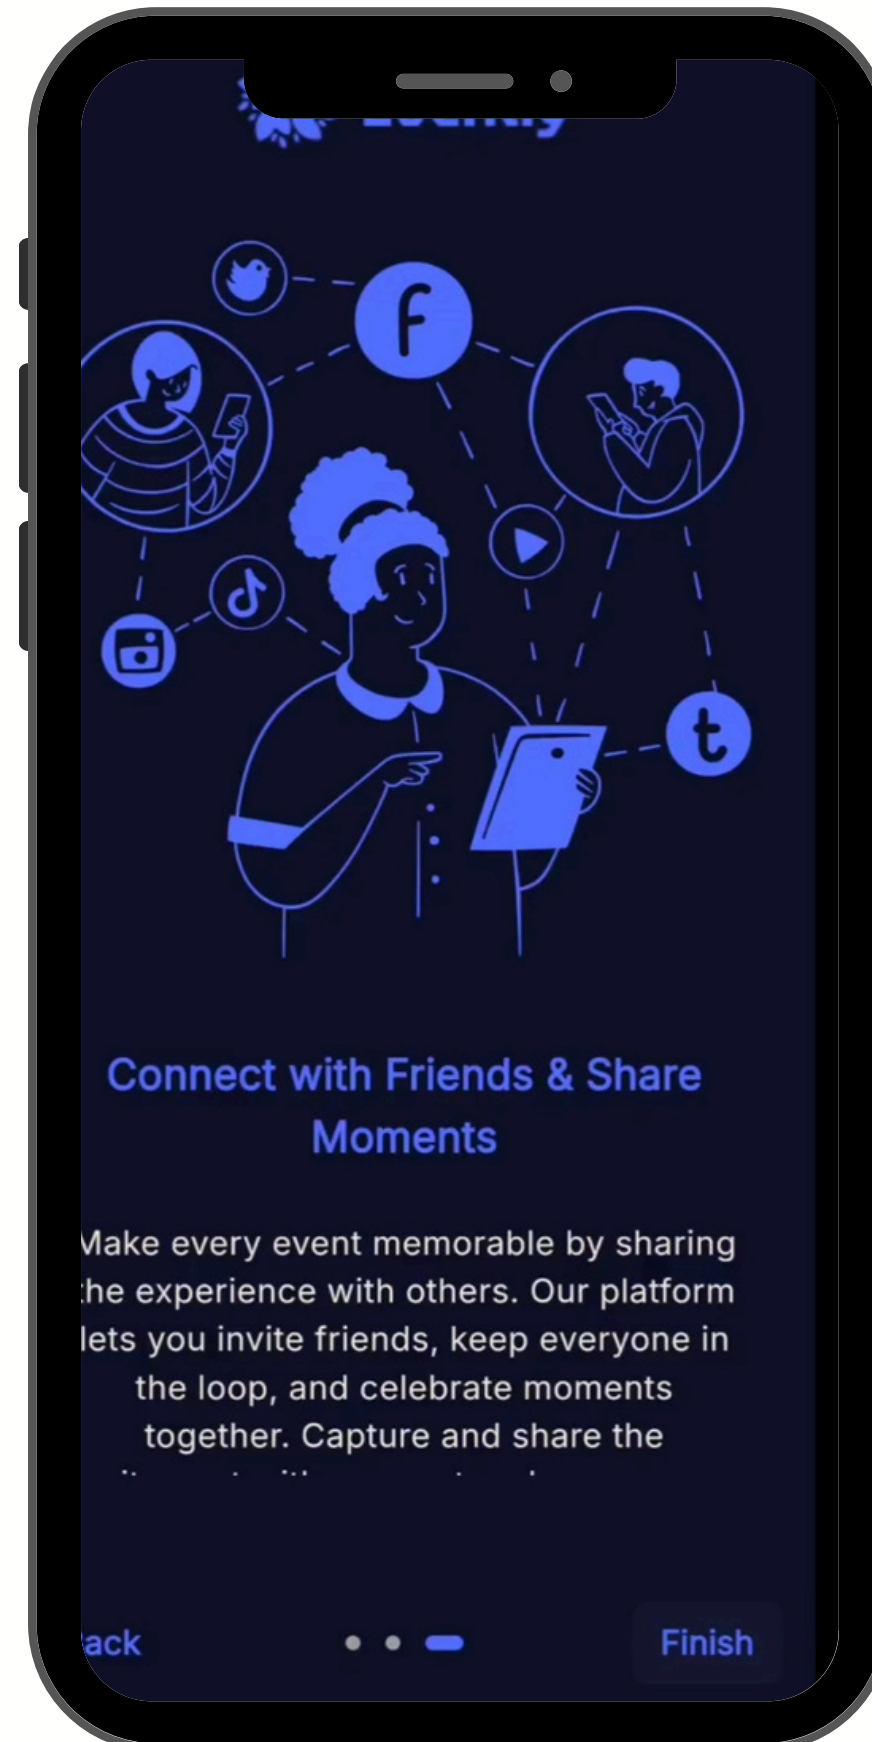 f
t
Connect with Friends & Share
Moments
Make every event memorable by sharing
the experience with others. Our platform
lets you invite friends, keep everyone in
the loop, and celebrate moments
together. Capture and share the
Back
Finish